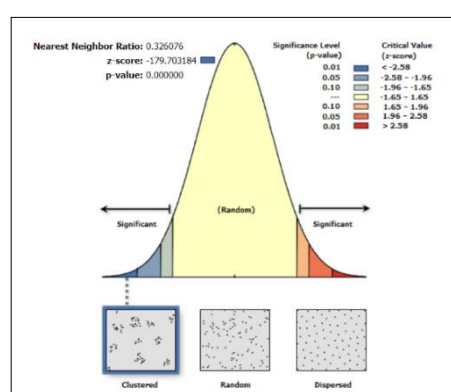 Nearest Neighbor Ratio: 0.326076
z-score: -179.703184
p-value: 0.000000
Significance Level
(p-value)
Critical Value
(z-score)
0.01 < -2.58
0.05 -2.58 – -1.96
0.10 -1.96 – -1.65
--- -1.65 – 1.65
0.10 1.65 – 1.96
0.05 1.96 – 2.58
0.01 > 2.58
Significant
(Random)
Significant
Clustered
Random
Dispersed